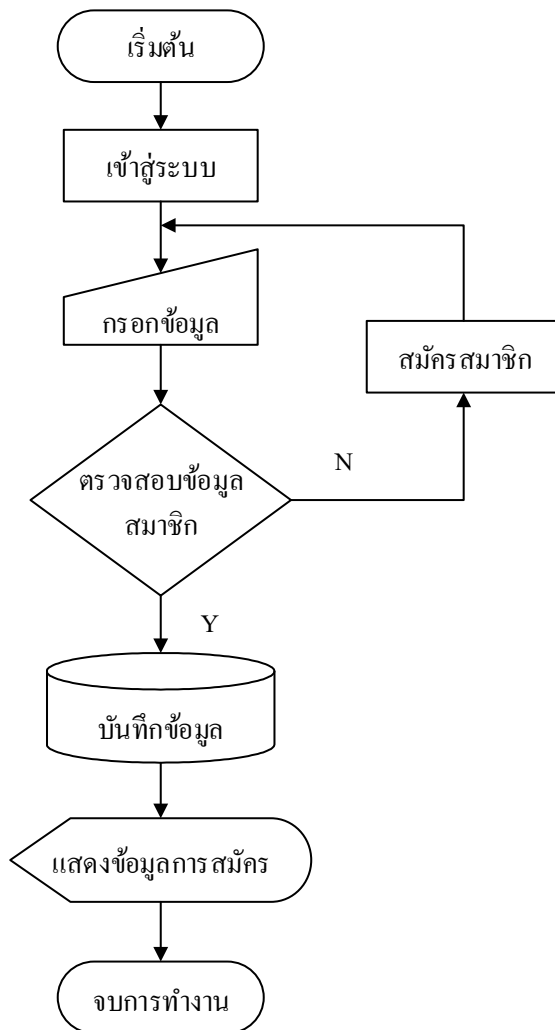 เริ่มต้น
เข้าสู่ระบบ
กรอกข้อมูล
สมัครสมาชิก
ตรวจสอบข้อมูล
สมาชิก
N
Y
บันทึกข้อมูล
แสดงข้อมูลการสมัคร
จบการทำงาน